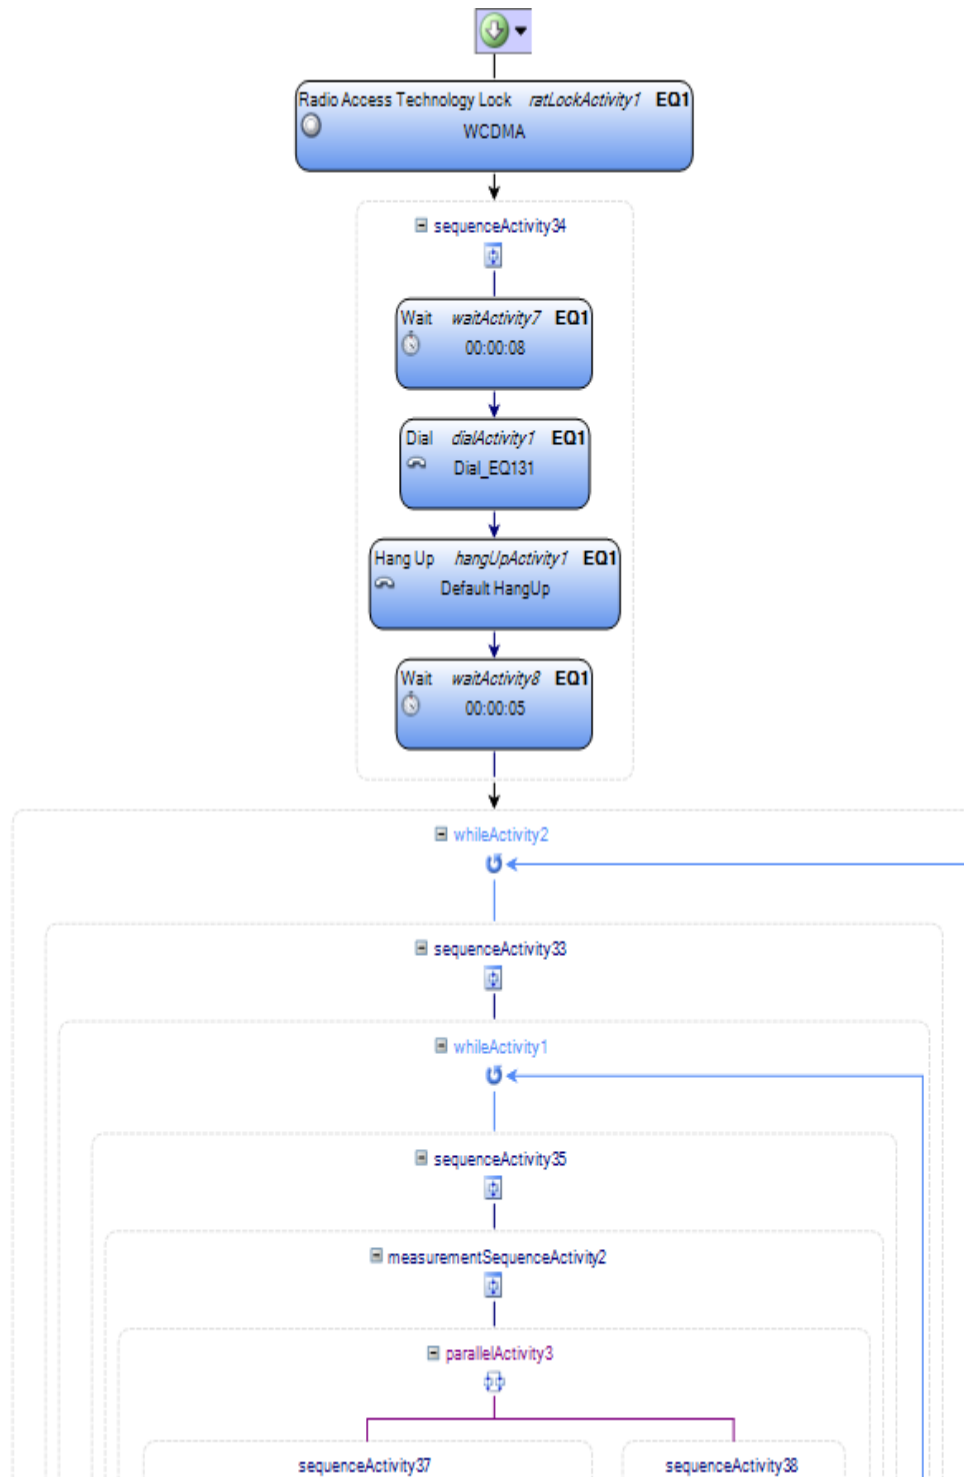 Radio Access Technology Lock ratLockActivity1 EQ1
WCDMA
sequenceActivity34
Wait waitActivity7 EQ1
00:00:08
Dial dialActivity1 EQ1
Dial_EQ131
Hang Up hangUpActivity1 EQ1
Default HangUp
Wait waitActivity8 EQ1
00:00:05
whileActivity2
sequenceActivity33
whileActivity1
sequenceActivity35
measurementSequenceActivity2
parallelActivity3
sequenceActivity37 sequenceActivity38